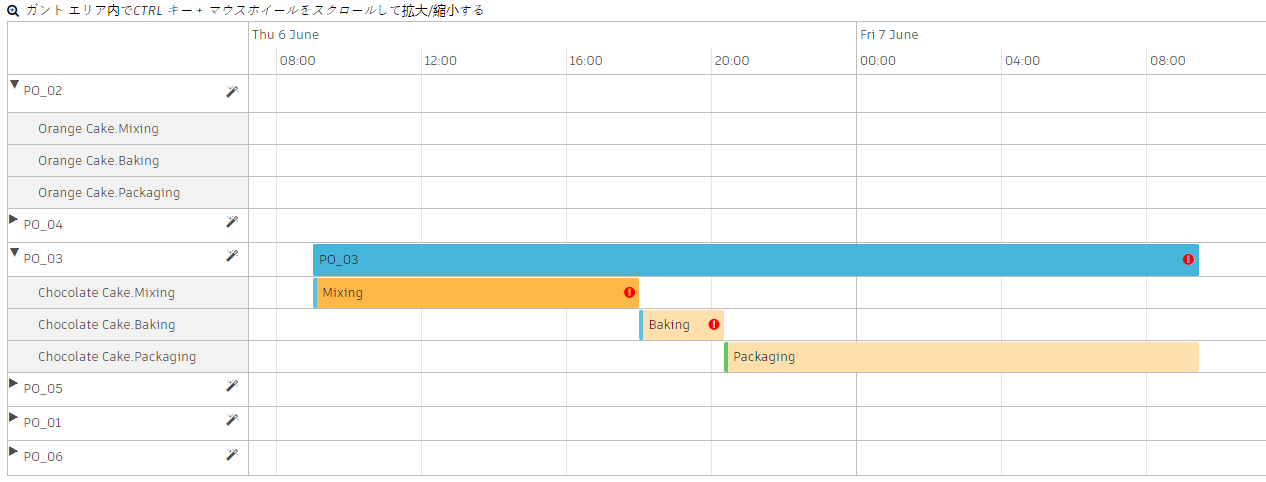 ガント エリア内でCTRL キー + マウスホイールをスクロールして拡大/縮小する
Thu 6 June Fri 7 June
08:00 12:00 16:00 20:00 00:00 04:00 08:00
PO_02
Orange Cake.Mixing
Orange Cake.Baking
Orange Cake.Packaging
PO_04
PO_03 PO_03
Chocolate Cake.Mixing Mixing
Chocolate Cake.Baking Baking
Chocolate Cake.Packaging Packaging
PO_05
PO_01
PO_06